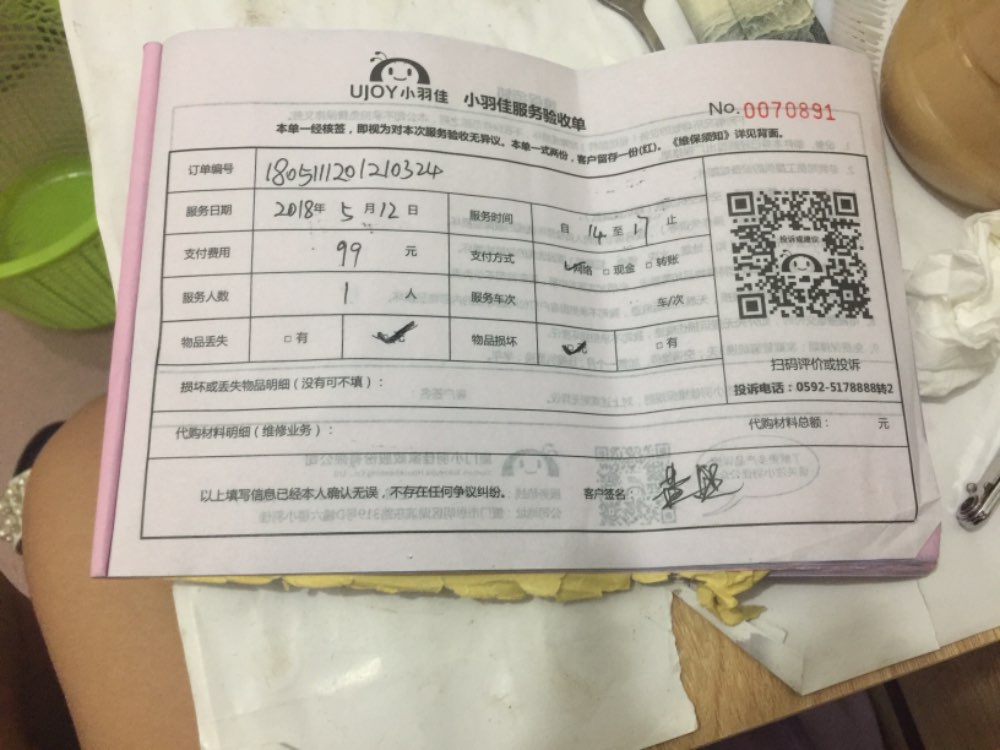 UJOY小羽佳 小羽佳服务验收单 No.0070891
本单一经核签，即视为对本次服务验收无异议。本单一式两份，客户留存一份(红)。《维保须知》详见背面。
订单编号 1805111201210324
服务日期 2018年 5月12日 服务时间 自 14 至 17 止
支付费用 99 元 支付方式 网络 □现金 □转账
投诉或建议
服务人数 1 人 服务车次 车/次
物品丢失 □有 物品损坏 □有
扫码评价或投诉
损坏或丢失物品明细（没有可不填）：
投诉电话：0592-5178888转2
代购材料明细（维修业务）： 代购材料总额： 元
以上填写信息已经本人确认无误，不存在任何争议纠纷。 客户签名